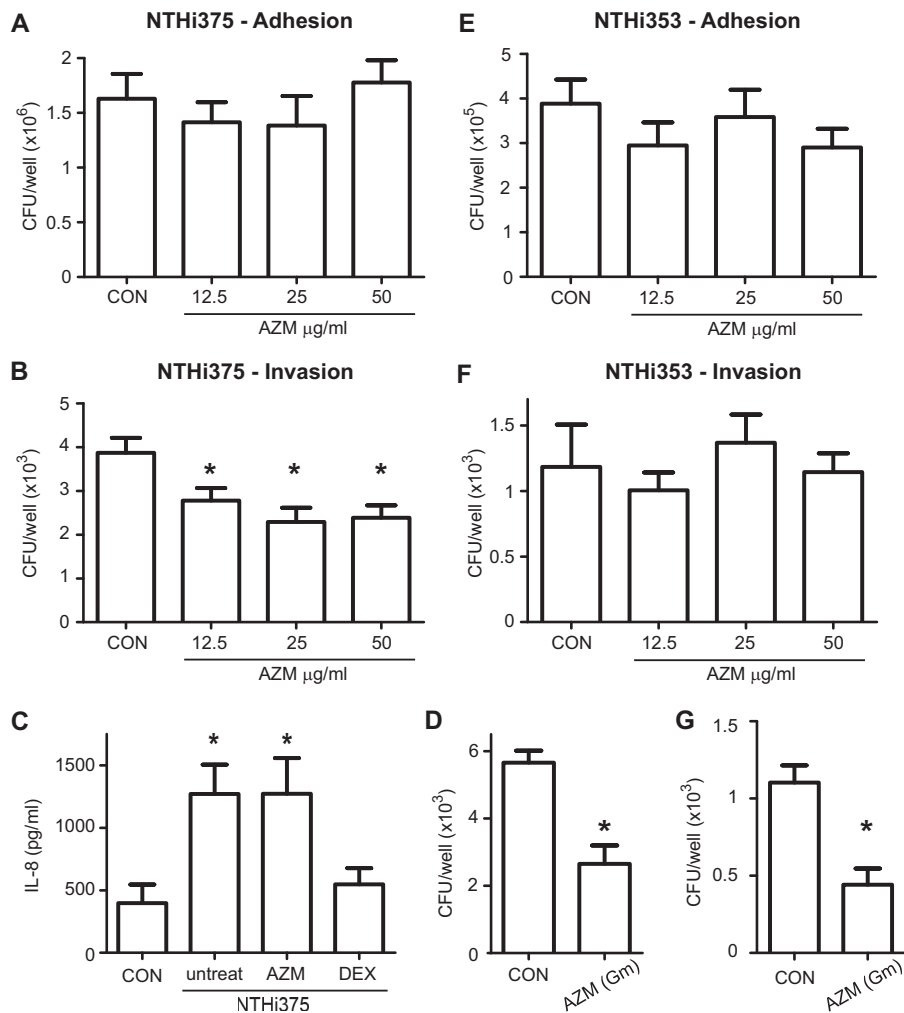 A
NTHi375 - Adhesion
CFU/well (x10⁶)
2
1.5
1
0.5
0
CON
12.5
25
50
AZM μg/ml
E
NTHi353 - Adhesion
CFU/well (x10⁵)
5
4
3
2
1
0
CON
12.5
25
50
AZM μg/ml
B
NTHi375 - Invasion
CFU/well (x10³)
5
4
3
2
1
0
* * *
CON
12.5
25
50
AZM μg/ml
F
NTHi353 - Invasion
CFU/well (x10³)
1.5
1
0.5
0
CON
12.5
25
50
AZM μg/ml
C
IL-8 (pg/ml)
1500
1000
500
0
* *
CON
untreat
AZM
DEX
NTHi375
D
CFU/well (x10³)
6
4
2
0
*
CON
AZM (Gm)
G
CFU/well (x10³)
1.5
1
0.5
0
*
CON
AZM (Gm)